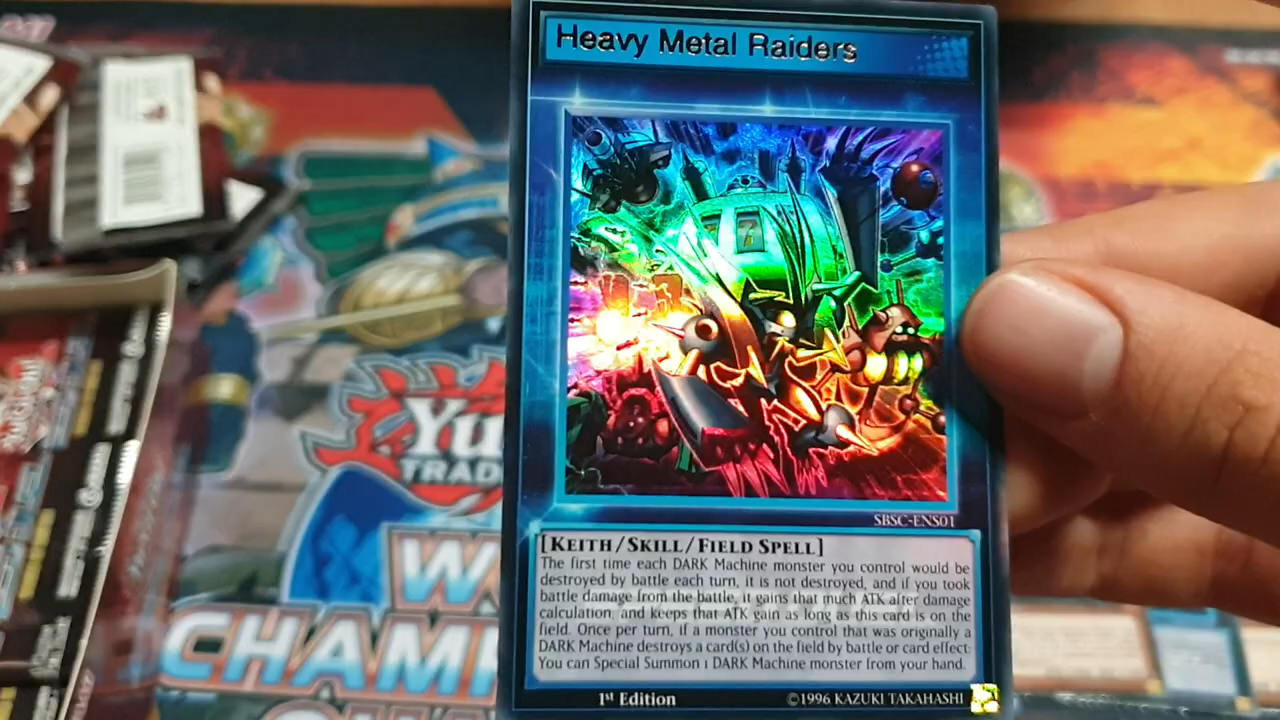 Heavy Metal Raiders
7
SBSC-ENS01
[KEITH/SKILL/FIELD SPELL]
The first time each DARK Machine monster you control would be
destroyed by battle each turn, it is not destroyed, and if you took
battle damage from the battle, it gains that much ATK after damage
calculation, and keeps that ATK gain as long as this card is on the
field. Once per turn, if a monster you control that was originally a
DARK Machine destroys a card(s) on the field by battle or card effect:
You can Special Summon 1 DARK Machine monster from your hand.
1st Edition
©1996 KAZUKI TAKAHASHI
Yu
TRAD
W
CHAM